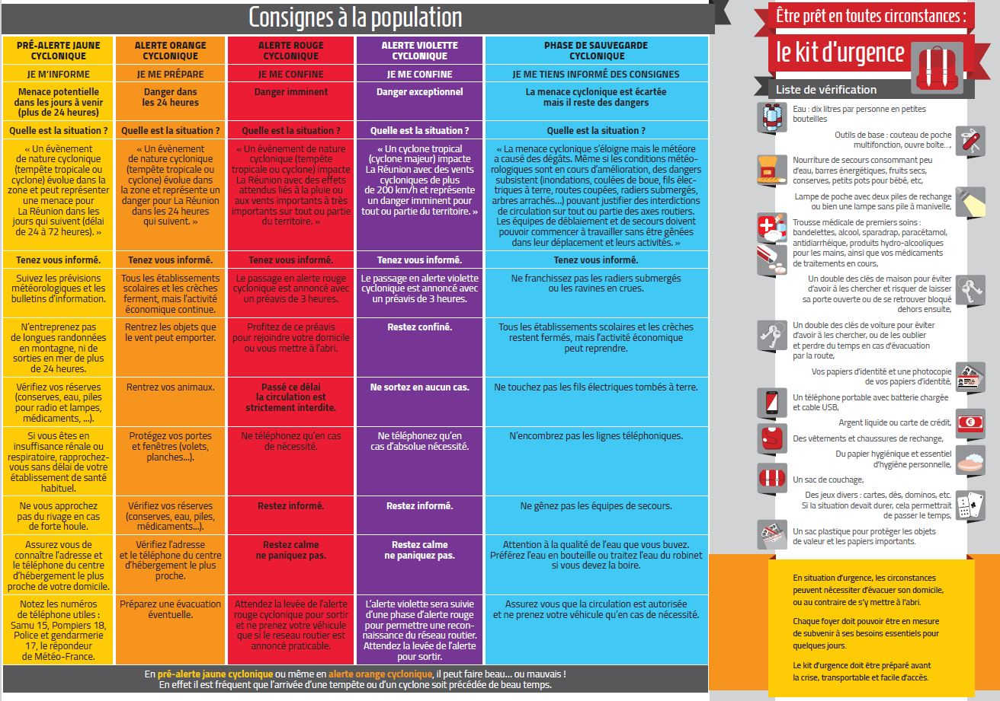 Consignes à la population
PRÉ-ALERTE JAUNE
CYCLONIQUE
JE M'INFORME
Menace potentielle
dans les jours à venir
(plus de 24 heures)
Quelle est la situation ?
« Un évènement
de nature cyclonique
(tempête tropicale ou
cyclone) évolue dans la
zone et peut représenter
une menace pour
La Réunion dans les
jours qui suivent (délai
de 24 à 72 heures). »
Tenez vous informé.
Suivez les prévisions
météorologiques et les
bulletins d'information.
N'entreprenez pas
de longues randonnées
en montagne, ni de
sorties en mer de plus
de 24 heures.
Vérifiez vos réserves
(conserves, eau, piles
pour radio et lampes,
médicaments, ...).
Si vous êtes en
insuffisance rénale ou
respiratoire, rapprochez-
vous sans délai de votre
établissement de santé
habituel.
Ne vous approchez
pas du rivage en cas
de forte houle.
Assurez vous de
connaître l'adresse et
le téléphone du centre
d'hébergement le plus
proche de votre domicile.
Notez les numéros
de téléphone utiles :
Samu 15, Pompiers 18,
Police et gendarmerie
17, le répondeur
de Météo-France.
ALERTE ORANGE
CYCLONIQUE
JE ME PRÉPARE
Danger dans
les 24 heures
Quelle est la situation ?
« Un évènement
de nature cyclonique
(tempête tropicale ou
cyclone) évolue dans
la zone et représente un
danger pour La Réunion
dans les 24 heures
qui suivent. »
Tenez vous informé.
Tous les établissements
scolaires et les crèches
ferment, mais l'activité
économique continue.
Rentrez les objets que
le vent peut emporter.
Rentrez vos animaux.
Protégez vos portes
et fenêtres (volets,
planches...).
Vérifiez vos réserves
(conserves, eau, piles,
médicaments...).
Vérifiez l'adresse
et le téléphone du centre
d'hébergement le plus
proche.
Préparez une évacuation
éventuelle.
ALERTE ROUGE
CYCLONIQUE
JE ME CONFINE
Danger imminent
Quelle est la situation ?
« Un évènement de nature
cyclonique (tempête
tropicale ou cyclone) impacte
La Réunion avec des effets
attendus liés à la pluie ou
aux vents importants à très
importants sur tout ou partie
du territoire. »
Tenez vous informé.
Le passage en alerte rouge
cyclonique est annoncé avec
un préavis de 3 heures.
Profitez de ce préavis
pour rejoindre votre domicile
ou vous mettre à l'abri.
Passé ce délai
la circulation est
strictement interdite.
Ne téléphonez qu'en cas
de nécessité.
Restez informé.
Restez calme
ne paniquez pas.
Attendez la levée de l'alerte
rouge cyclonique pour sortir
et ne prenez votre véhicule
que si le reseau routier est
annoncé praticable.
ALERTE VIOLETTE
CYCLONIQUE
JE ME CONFINE
Danger exceptionnel
Quelle est la situation ?
« Un cyclone tropical
(cyclone majeur) impacte
La Réunion avec des vents
cycloniques de plus
de 200 km/h et représente
un danger imminent pour
tout ou partie du territoire. »
Tenez vous informé.
Le passage en alerte violette
cyclonique est annoncé avec
un préavis de 3 heures.
Restez confiné.
Ne sortez en aucun cas.
Ne téléphonez qu'en
cas d'absolue nécessité.
Restez informé.
Restez calme
ne paniquez pas.
L'alerte violette sera suivie
d'une phase d'alerte rouge
pour permettre une recon-
naissance du réseau routier.
Attendez la levée de l'alerte
pour sortir.
PHASE DE SAUVEGARDE
CYCLONIQUE
JE ME TIENS INFORMÉ DES CONSIGNES
La menace cyclonique est écartée
mais il reste des dangers
Quelle est la situation ?
« La menace cyclonique s'éloigne mais le météore
a causé des dégâts. Même si les conditions météo-
rologiques sont en cours d'amélioration, des dangers
subsistent (inondations, coulées de boue, fils élec-
triques à terre, routes coupées, radiers submergés,
arbres arrachés...) pouvant justifier des interdictions
de circulation sur tout ou partie des axes routiers.
Les équipes de déblaiement et de secours doivent
pouvoir commencer à travailler sans être gênées
dans leur déplacement et leurs activités. »
Tenez vous informé.
Ne franchissez pas les radiers submergés
ou les ravines en crues.
Tous les établissements scolaires et les crèches
restent fermés, mais l'activité économique
peut reprendre.
Ne touchez pas les fils électriques tombés à terre.
N'encombrez pas les lignes téléphoniques.
Ne gênez pas les équipes de secours.
Attention à la qualité de l'eau que vous buvez.
Préférez l'eau en bouteille ou traitez l'eau du robinet
si vous devez la boire.
Assurez vous que la circulation est autorisée
et ne prenez votre véhicule qu'en cas de nécessité.
En pré-alerte jaune cyclonique ou même en alerte orange cyclonique, il peut faire beau... ou mauvais !
En effet il est fréquent que l'arrivée d'une tempête ou d'un cyclone soit précédée de beau temps.
Être prêt en toutes circonstances :
le kit d'urgence
Liste de vérification
Eau : dix litres par personne en petites
bouteilles
Outils de base : couteau de poche
multifonction, ouvre boîte...,
Nourriture de secours consommant peu
d'eau, barres énergétiques, fruits secs,
conserves, petits pots pour bébé, etc,
Lampe de poche avec deux piles de rechange
ou bien une lampe sans pile à manivelle,
Trousse médicale de premiers soins :
bandelettes, alcool, sparadrap, paracétamol,
antidiarrhéique, produits hydro-alcooliques
pour les mains, ainsi que vos médicaments
de traitements en cours,
Un double des clés de maison pour éviter
d'avoir à les chercher et risquer de laisser
sa porte ouverte ou de se retrouver bloqué
dehors ensuite,
Un double des clés de voiture pour éviter
d'avoir à les chercher, ou de les oublier
et perdre du temps en cas d'évacuation
par la route,
Vos papiers d'identité et une photocopie
de vos papiers d'identité,
Un téléphone portable avec batterie chargée
et cable USB,
Argent liquide ou carte de crédit,
Des vêtements et chaussures de rechange,
Du papier hygiénique et essentiel
d'hygiène personnelle,
Un sac de couchage,
Des jeux divers : cartes, dés, dominos, etc.
Si la situation devait durer, cela permettrait
de passer le temps,
Un sac plastique pour protéger les objets
de valeur et les papiers importants.
En situation d'urgence, les circonstances
peuvent nécessiter d'évacuer son domicile,
ou au contraire de s'y mettre à l'abri.
Chaque foyer doit pouvoir être en mesure
de subvenir à ses besoins essentiels pour
quelques jours.
Le kit d'urgence doit être préparé avant
la crise, transportable et facile d'accès.